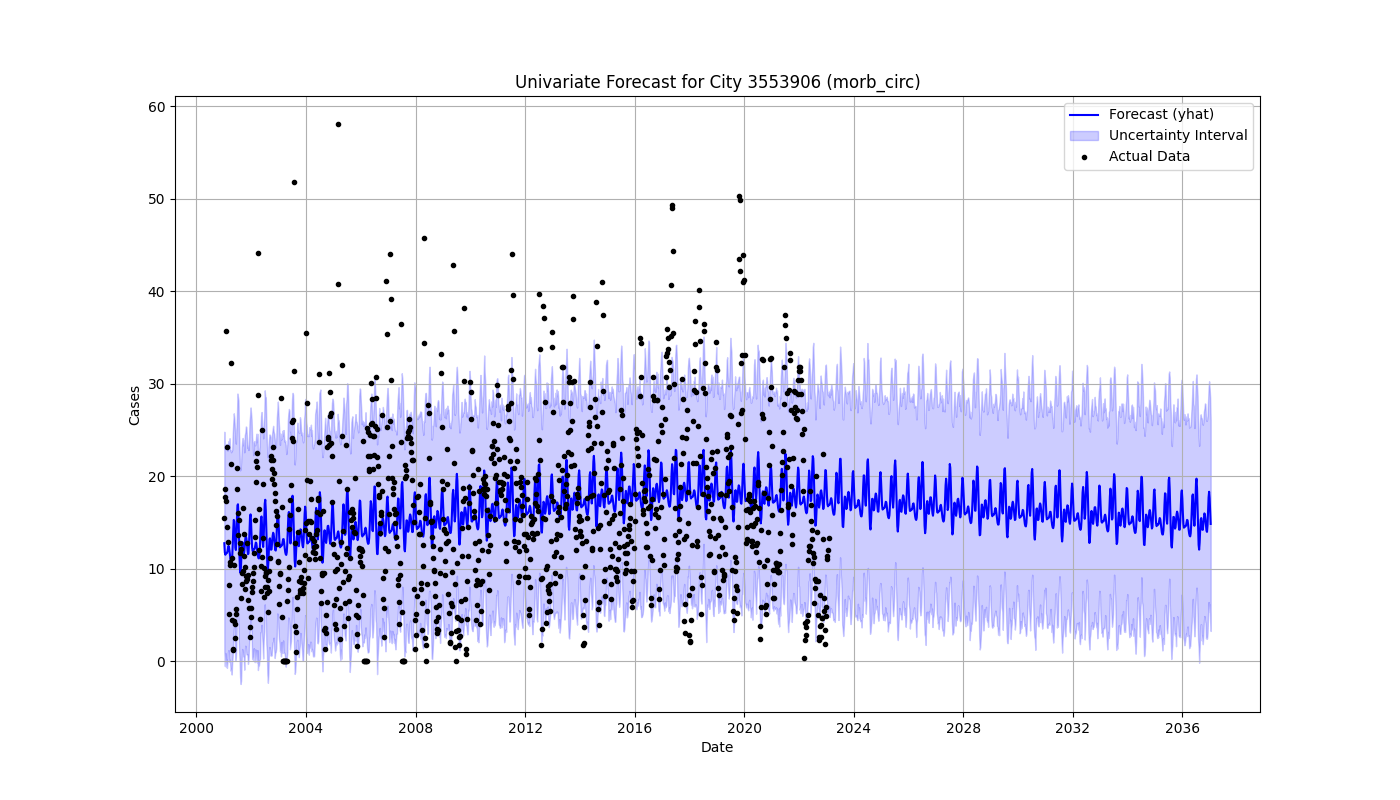 Univariate Forecast for City 3553906 (morb_circ)
Forecast (yhat)
Uncertainty Interval
Actual Data
Cases
60
50
40
30
20
10
0
2000 2004 2008 2012 2016 2020 2024 2028 2032 2036
Date